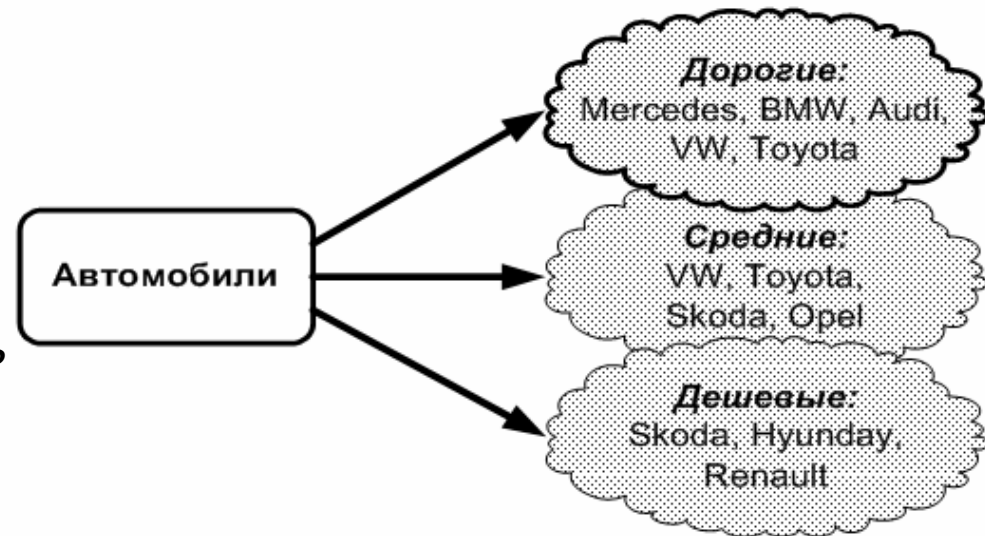 Автомобили
Дорогие:
Mercedes, BMW, Audi,
VW, Toyota
Средние:
VW, Toyota,
Skoda, Opel
Дешевые:
Skoda, Hyunday,
Renault